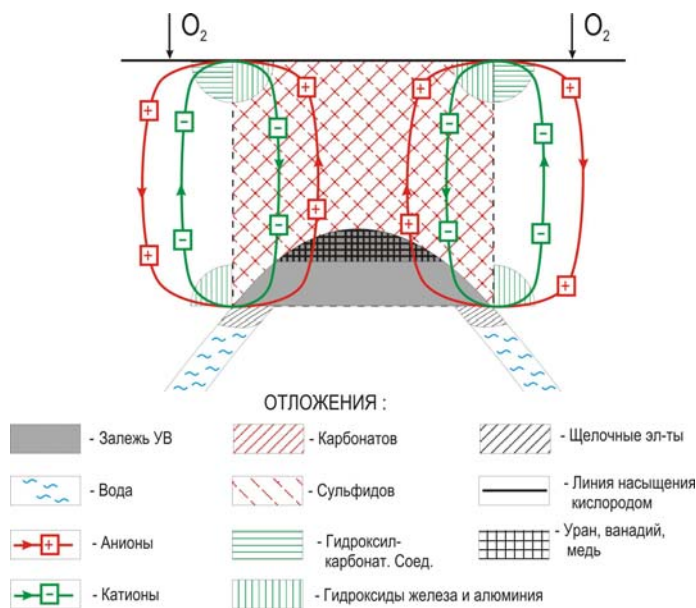 O₂ O₂
+ + + +
- - - -
+ - - + + - - +
ОТЛОЖЕНИЯ :
- Залежь УВ
- Карбонатов
- Щелочные эл-ты
- Вода
- Сульфидов
- Линия насыщения
кислородом
+ - Анионы
- Гидроксил-
карбонат. Соед.
- Уран, ванадий,
медь
- - Катионы
- Гидроксиды железа и алюминия